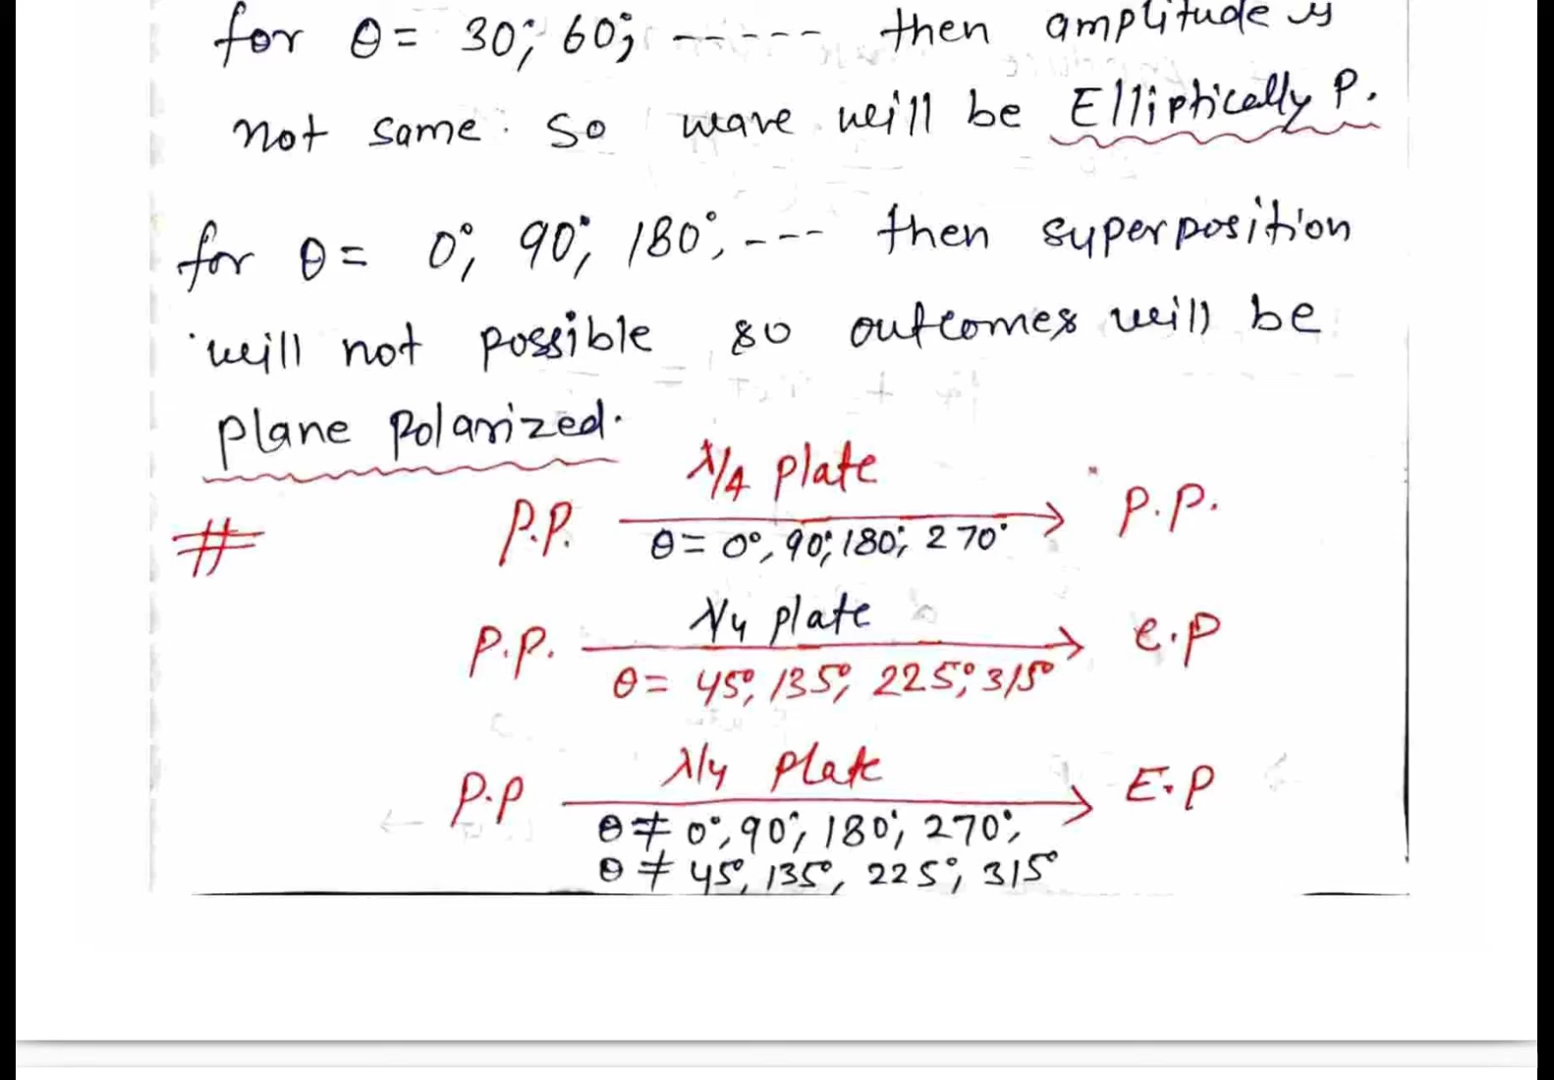 for θ = 30°, 60°, ----- then amplitude is
not same. So wave will be Elliptically P.
for θ = 0°, 90°, 180°, --- then superposition
will not possible so outcomes will be
plane polarized.
λ/4 plate
# P.P. → P.P.
θ = 0°, 90°, 180°, 270°
λ/4 plate
P.P. → c.p
θ = 45°, 135°, 225°, 315°
λ/4 plate
P.P → E.P
θ ≠ 0°, 90°, 180°, 270°,
θ ≠ 45°, 135°, 225°, 315°